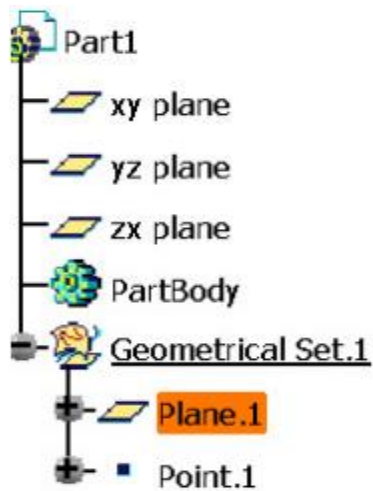 Part1
xy plane
yz plane
zx plane
PartBody
Geometrical Set.1
Plane.1
Point.1